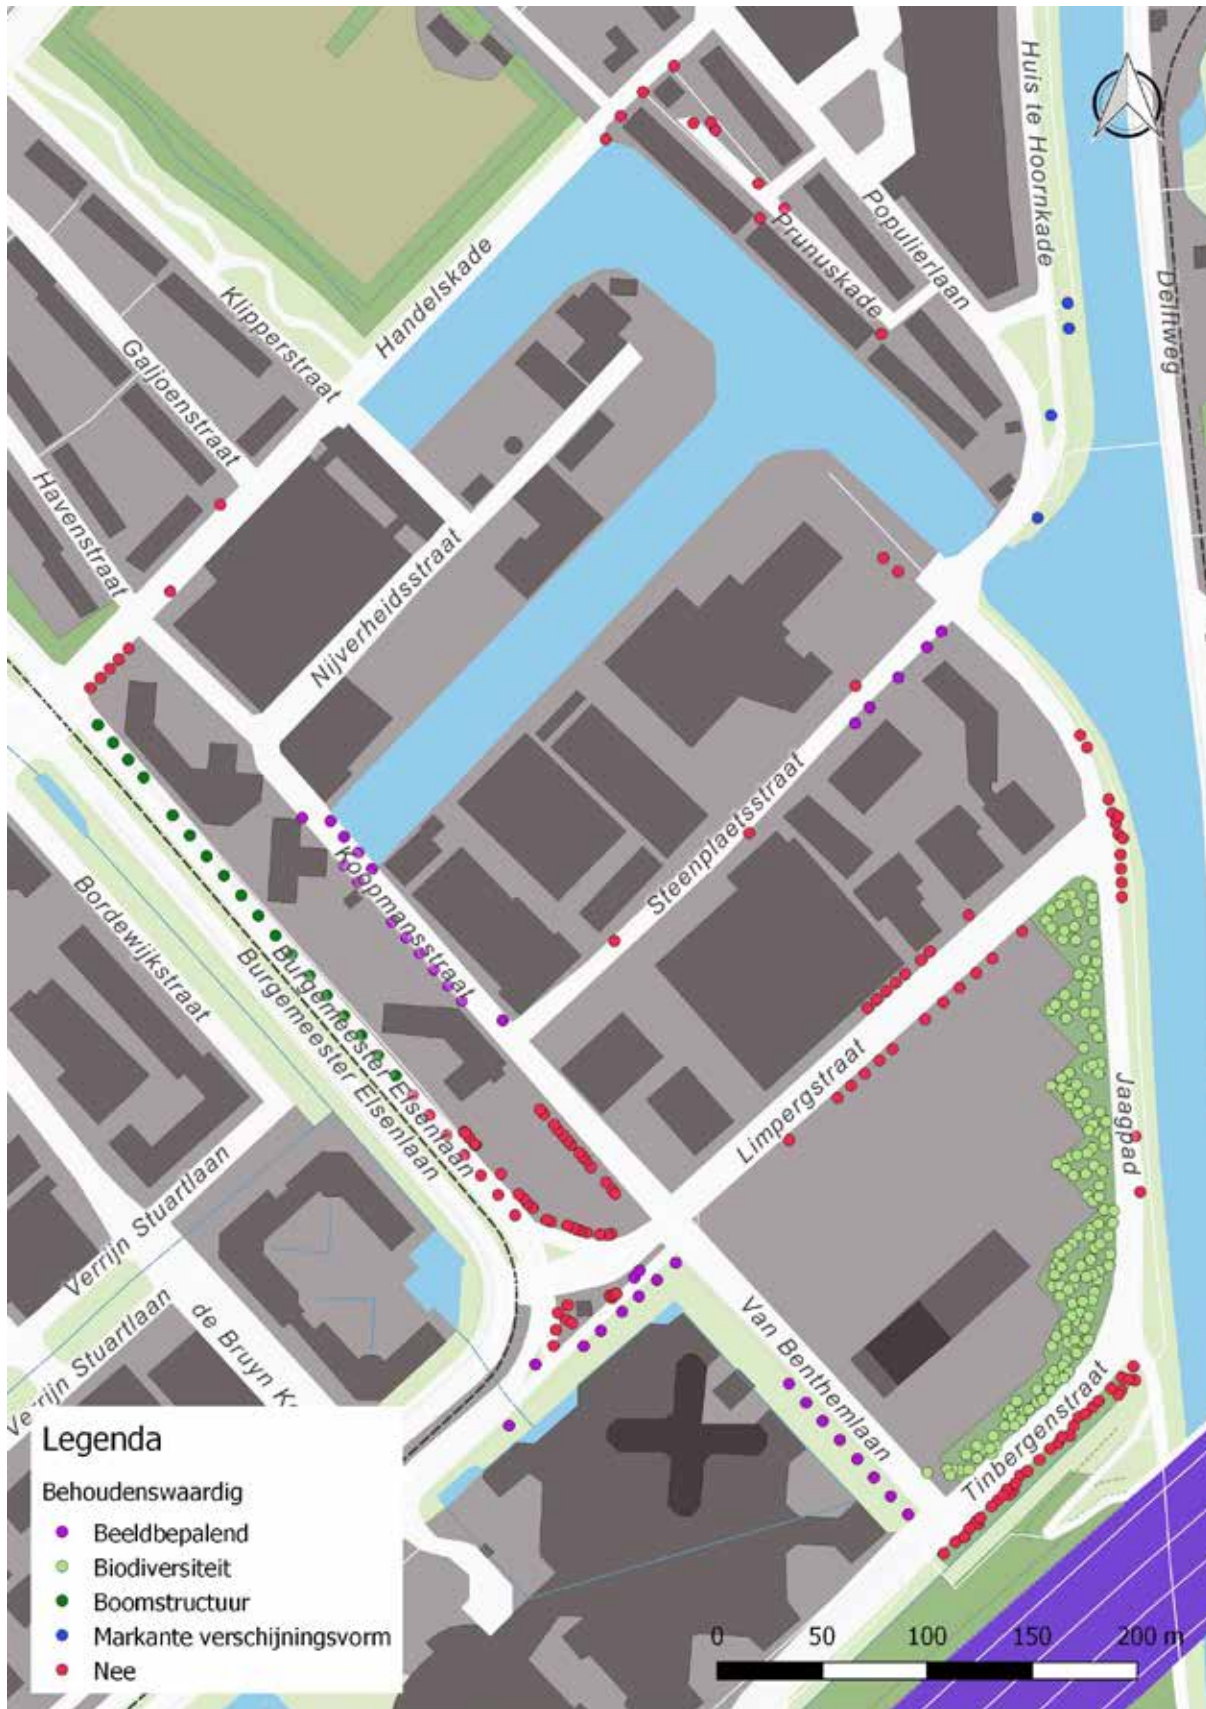 Huis te Hoornkade
Delftweg
Populierlaan
Prunuskade
Handelskade
Klipperstraat
Galjoenstraat
Havenstraat
Nijverheidsstraat
Steenplaetsstraat
Koopmansstraat
Burgemeester Elsenlaan
Burgemeester Elsenlaan
Bordewijkstraat
Limpergstraat
Jaagpad
Verrijn Stuartlaan
Verrijn Stuartlaan
de Bruyn K
Van Benthemlaan
Tinbergenstraat
Legenda
Behoudenswaardig
Beeldbepalend
Biodiversiteit
Boomstructuur
Markante verschijningsvorm
Nee
0 50 100 150 200 m